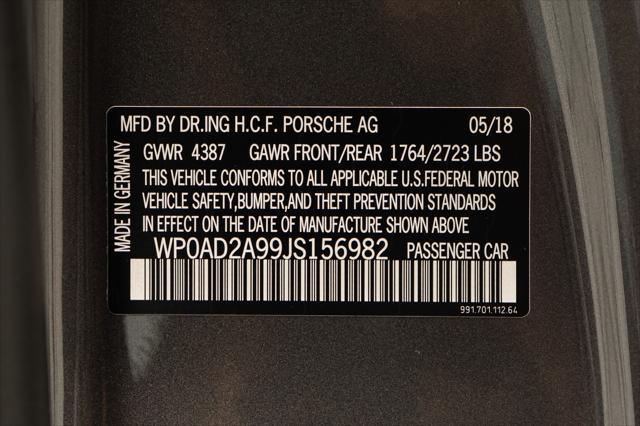 MFD BY DR.ING H.C.F. PORSCHE AG 05/18
GVWR 4387 GAWR FRONT/REAR 1764/2723 LBS
THIS VEHICLE CONFORMS TO ALL APPLICABLE U.S.FEDERAL MOTOR
VEHICLE SAFETY,BUMPER,AND THEFT PREVENTION STANDARDS
IN EFFECT ON THE DATE OF MANUFACTURE SHOWN ABOVE
WP0AD2A99JS156982 PASSENGER CAR
991.701.112.64
MADE IN GERMANY